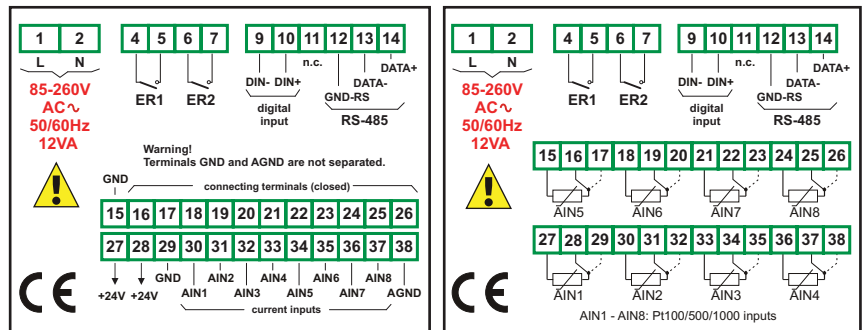 1 2 4 5 6 7 9 10 11 12 13 14
L N n.c. DATA+
DIN- DIN+ DATA-
ER1 ER2 GND-RS
85-260V
AC∿
50/60Hz
12VA
digital
input
RS-485
Warning!
Terminals GND and AGND are not separated.
GND
connecting terminals (closed)
15 16 17 18 19 20 21 22 23 24 25 26
27 28 29 30 31 32 33 34 35 36 37 38
GND AIN2 AIN4 AIN6 AIN8
+24V +24V AIN1 AIN3 AIN5 AIN7 AGND
current inputs
CE
1 2 4 5 6 7 9 10 11 12 13 14
L N n.c. DATA+
DIN- DIN+ DATA-
ER1 ER2 GND-RS
85-260V
AC∿
50/60Hz
12VA
digital
input
RS-485
15 16 17 18 19 20 21 22 23 24 25 26
AIN5 AIN6 AIN7 AIN8
27 28 29 30 31 32 33 34 35 36 37 38
AIN1 AIN2 AIN3 AIN4
AIN1 - AIN8: Pt100/500/1000 inputs
CE